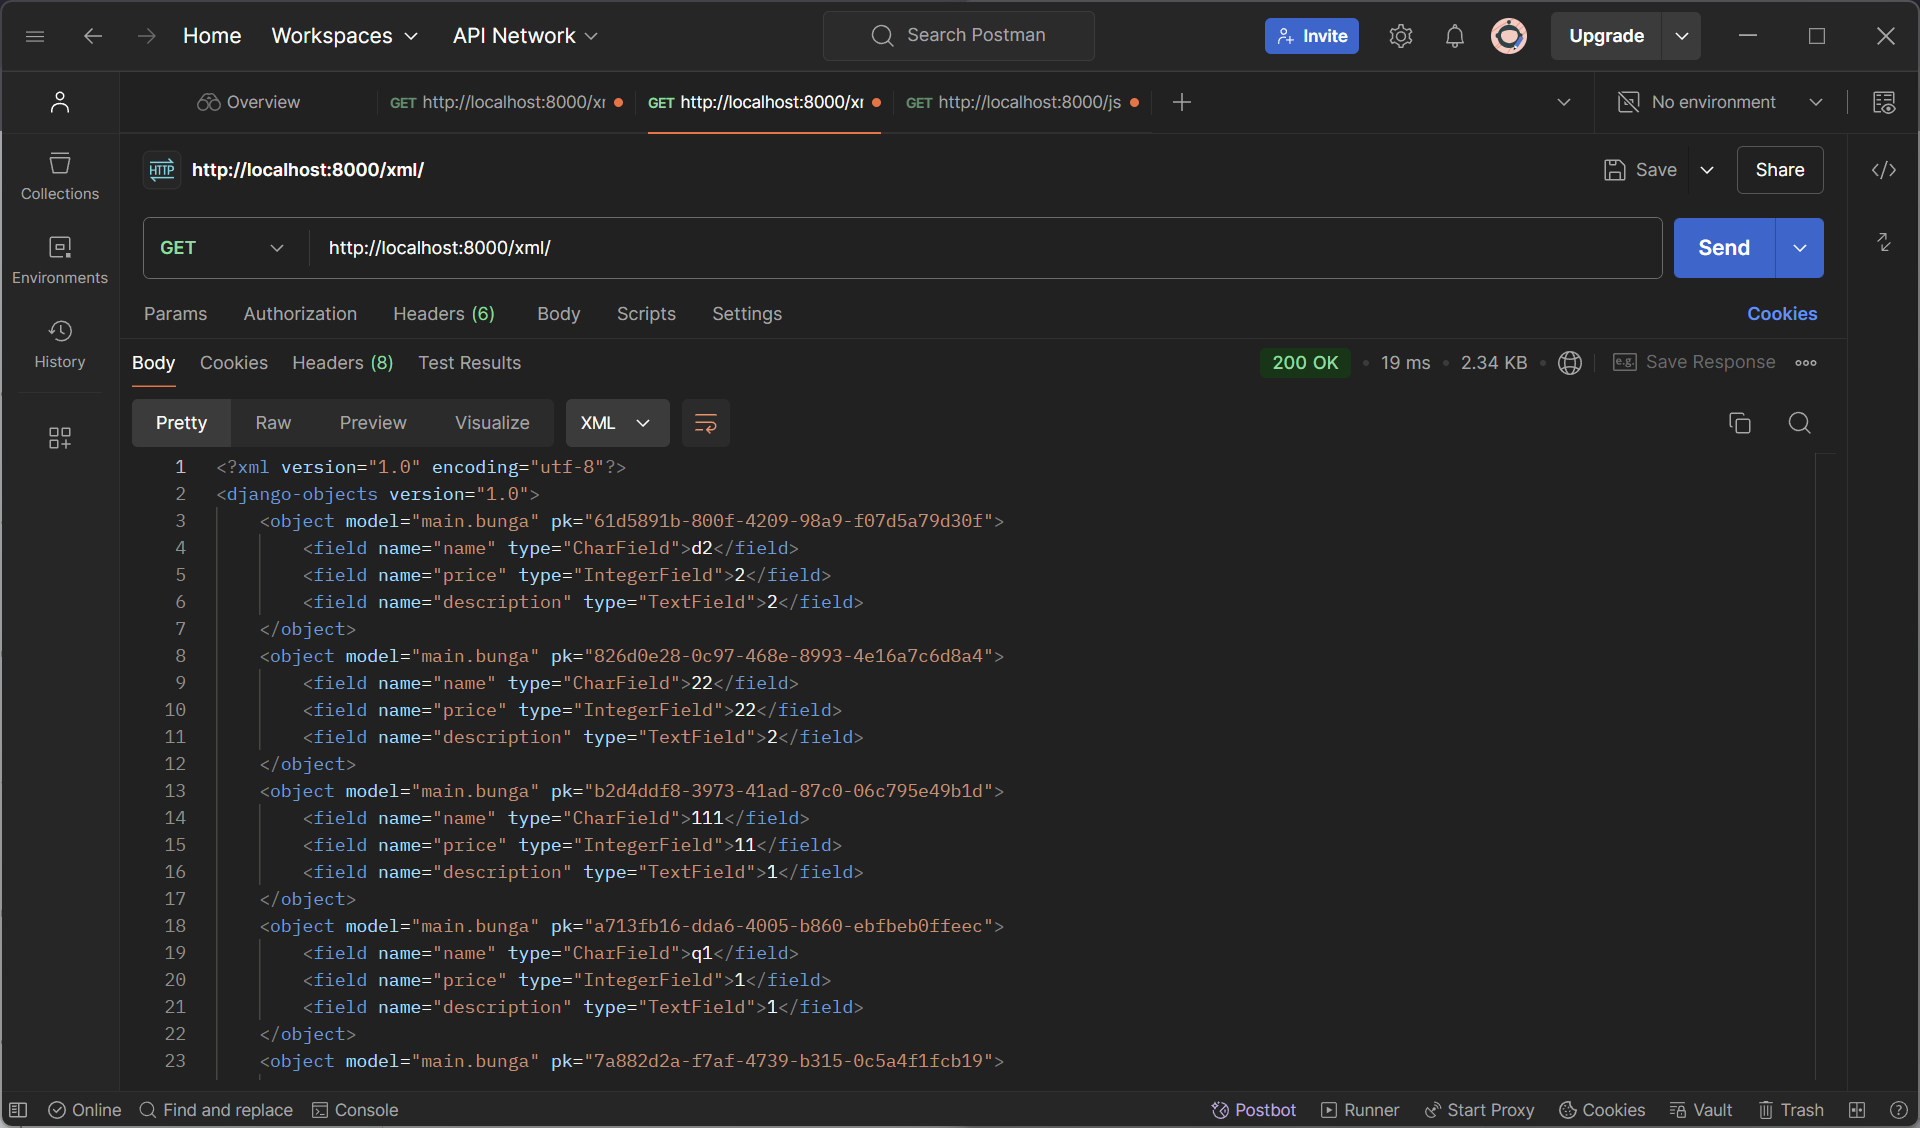 Home Workspaces API Network Search Postman Invite Upgrade
Overview GET http://localhost:8000/xr GET http://localhost:8000/xr GET http://localhost:8000/js No environment
HTTP http://localhost:8000/xml/ Save Share
Collections
GET http://localhost:8000/xml/ Send
Environments
Params Authorization Headers (6) Body Scripts Settings Cookies
History
Body Cookies Headers (8) Test Results 200 OK 19 ms 2.34 KB e.g. Save Response
Pretty Raw Preview Visualize XML
1 <?xml version="1.0" encoding="utf-8"?>
2 <django-objects version="1.0">
3 <object model="main.bunga" pk="61d5891b-800f-4209-98a9-f07d5a79d30f">
4 <field name="name" type="CharField">d2</field>
5 <field name="price" type="IntegerField">2</field>
6 <field name="description" type="TextField">2</field>
7 </object>
8 <object model="main.bunga" pk="826d0e28-0c97-468e-8993-4e16a7c6d8a4">
9 <field name="name" type="CharField">22</field>
10 <field name="price" type="IntegerField">22</field>
11 <field name="description" type="TextField">2</field>
12 </object>
13 <object model="main.bunga" pk="b2d4ddf8-3973-41ad-87c0-06c795e49b1d">
14 <field name="name" type="CharField">111</field>
15 <field name="price" type="IntegerField">11</field>
16 <field name="description" type="TextField">1</field>
17 </object>
18 <object model="main.bunga" pk="a713fb16-dda6-4005-b860-ebfbeb0ffeec">
19 <field name="name" type="CharField">q1</field>
20 <field name="price" type="IntegerField">1</field>
21 <field name="description" type="TextField">1</field>
22 </object>
23 <object model="main.bunga" pk="7a882d2a-f7af-4739-b315-0c5a4f1fcb19">
Online Find and replace Console Postbot Runner Start Proxy Cookies Vault Trash